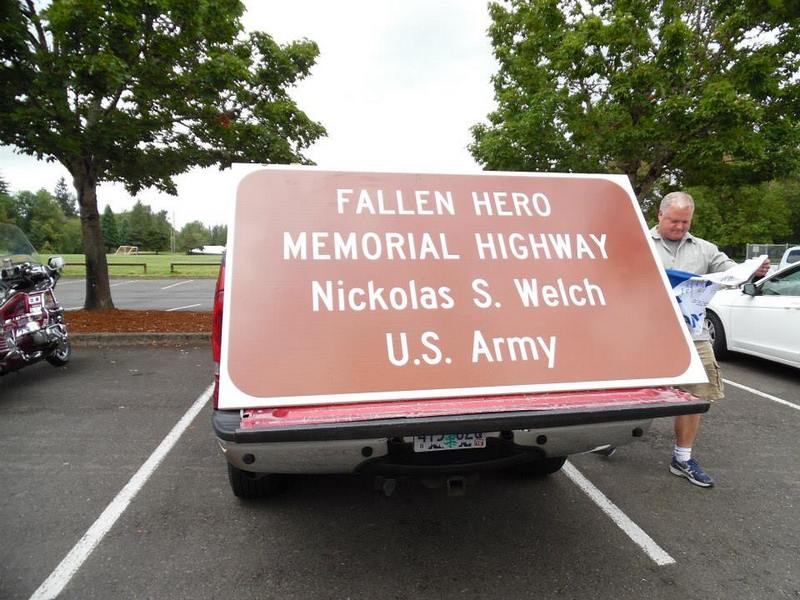 FALLEN HERO
MEMORIAL HIGHWAY
Nickolas S. Welch
U.S. Army